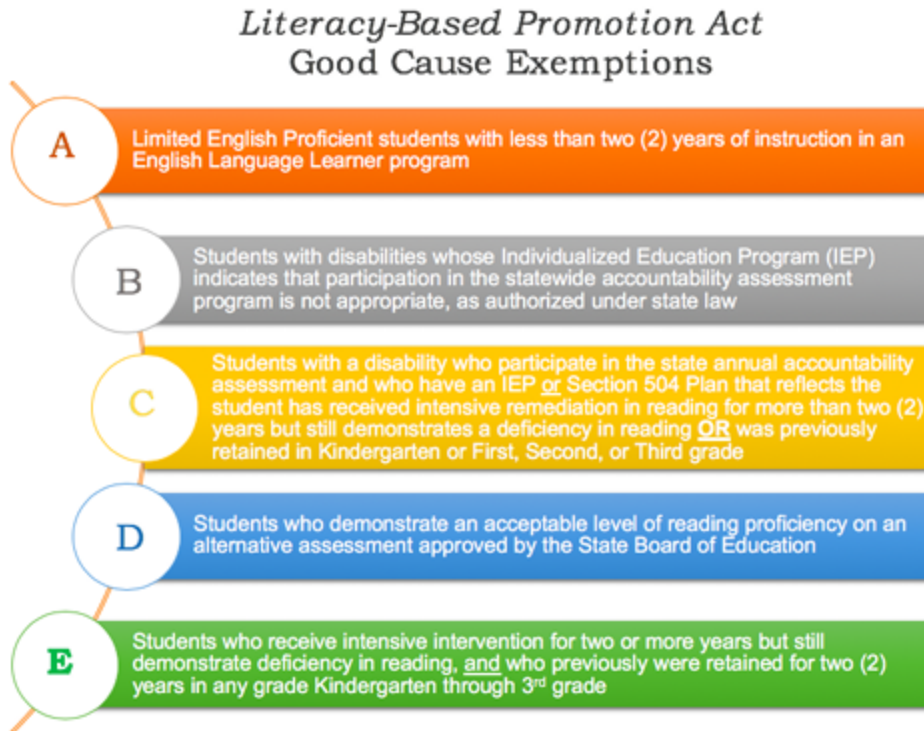 Literacy-Based Promotion Act
Good Cause Exemptions
A
Limited English Proficient students with less than two (2) years of instruction in an
English Language Learner program
B
Students with disabilities whose Individualized Education Program (IEP)
indicates that participation in the statewide accountability assessment
program is not appropriate, as authorized under state law
C
Students with a disability who participate in the state annual accountability
assessment and who have an IEP or Section 504 Plan that reflects the
student has received intensive remediation in reading for more than two (2)
years but still demonstrates a deficiency in reading OR was previously
retained in Kindergarten or First, Second, or Third grade
D
Students who demonstrate an acceptable level of reading proficiency on an
alternative assessment approved by the State Board of Education
E
Students who receive intensive intervention for two or more years but still
demonstrate deficiency in reading, and who previously were retained for two (2)
years in any grade Kindergarten through 3rd grade